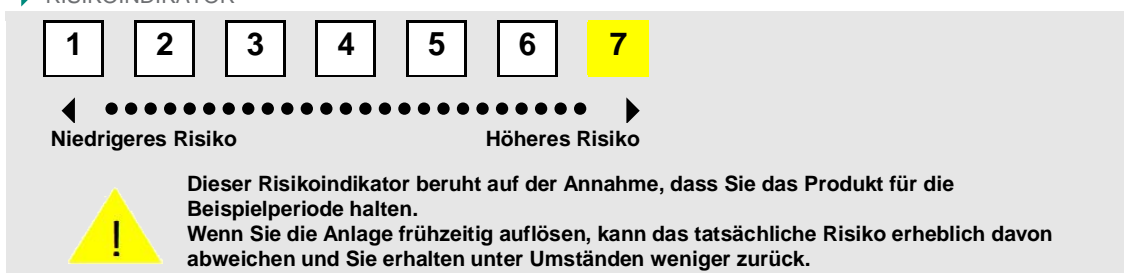 RISIKOINDIKATOR
1 2 3 4 5 6 7
Niedrigeres Risiko Höheres Risiko
!
Dieser Risikoindikator beruht auf der Annahme, dass Sie das Produkt für die
Beispielperiode halten.
Wenn Sie die Anlage frühzeitig auflösen, kann das tatsächliche Risiko erheblich davon
abweichen und Sie erhalten unter Umständen weniger zurück.